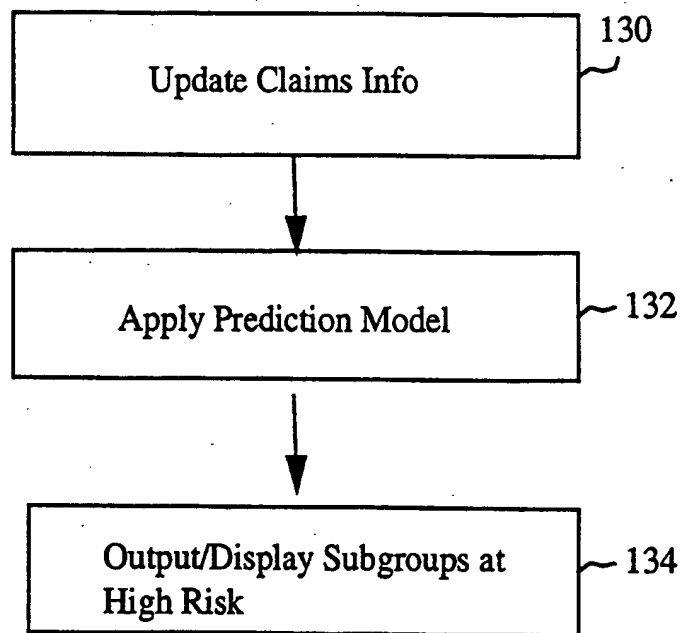 130
Update Claims Info
Apply Prediction Model
132
Output/Display Subgroups at
High Risk
134